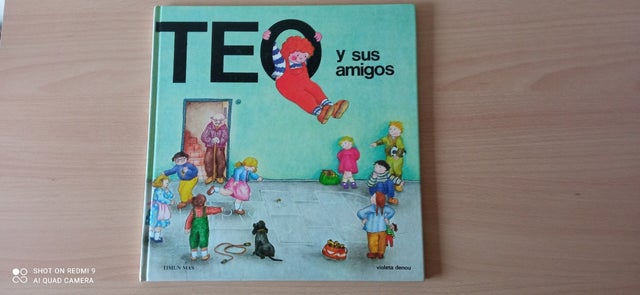 TEO
y sus
amigos
TIMUN MAS
violeta denou
SHOT ON REDMI 9
AI QUAD CAMERA